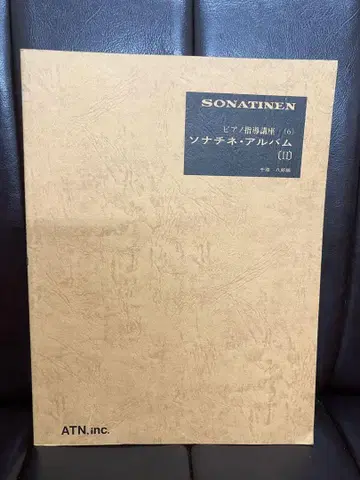 SONATINEN
ピアノ指導講座 (6)
ソナチネ・アルバム
(II)
ATN, inc.